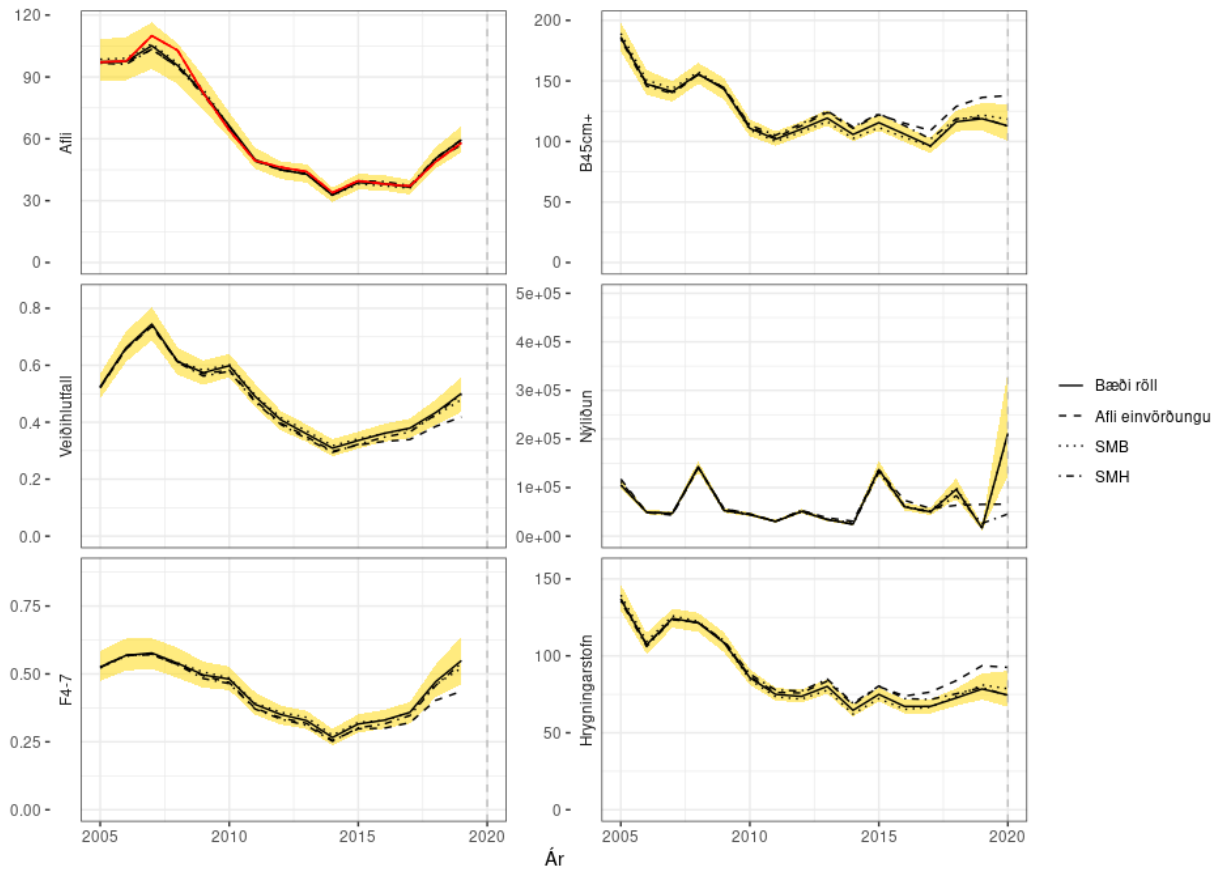 120
90
60
30
0
Afli
200
150
100
50
0
B45cm+
0.8
0.6
0.4
0.2
0.0
Veiðihlutfall
5e+05
4e+05
3e+05
2e+05
1e+05
0e+00
Nýliðun
0.75
0.50
0.25
0.00
F4-7
150
100
50
0
Hrygningarstofn
2005
2010
2015
2020
2005
2010
2015
2020
Ár
Bæði röll
Afli einvörðungu
SMB
SMH